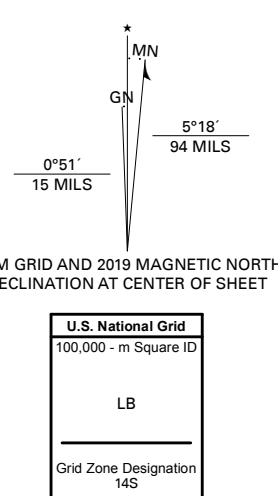 ★
MN
GN
5°18´
94 MILS
0°51´
15 MILS
M GRID AND 2019 MAGNETIC NORTH
ECLINATION AT CENTER OF SHEET
U.S. National Grid
100,000 - m Square ID
LB
Grid Zone Designation
14S